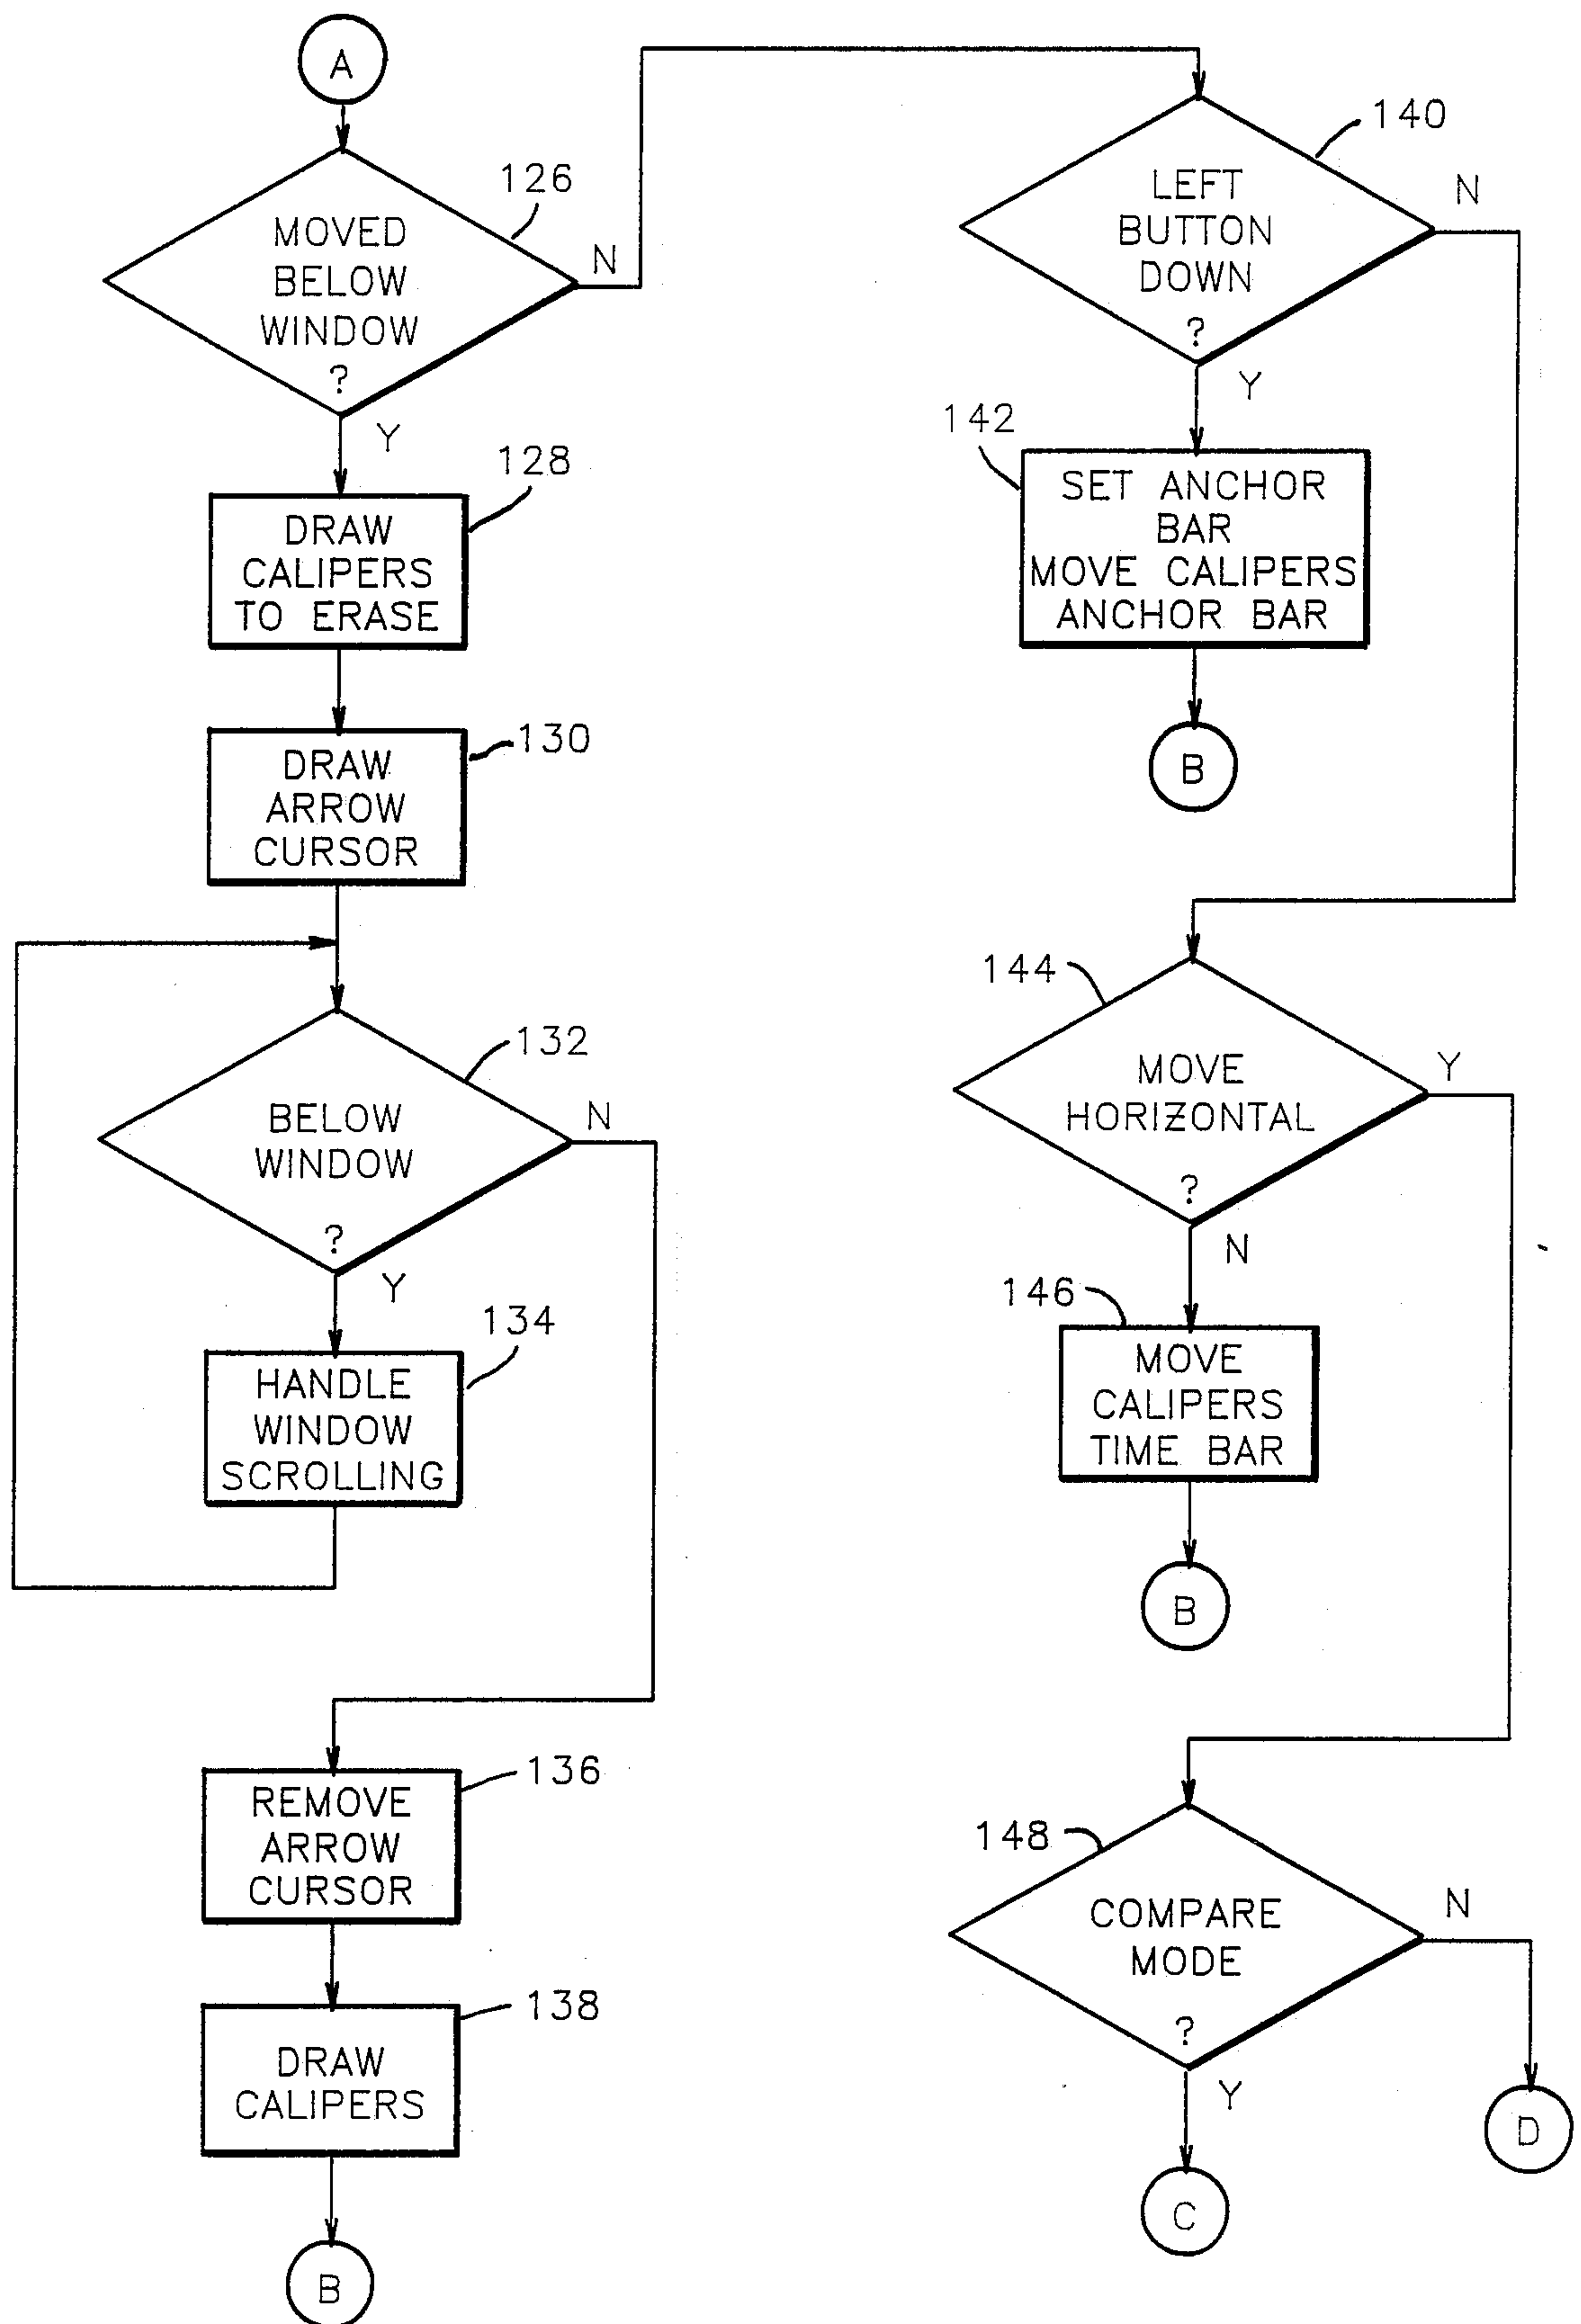 A
126
MOVED
BELOW
WINDOW
?
N
Y
128
DRAW
CALIPERS
TO ERASE
130
DRAW
ARROW
CURSOR
132
BELOW
WINDOW
?
N
Y
134
HANDLE
WINDOW
SCROLLING
136
REMOVE
ARROW
CURSOR
138
DRAW
CALIPERS
B
140
LEFT
BUTTON
DOWN
?
N
Y
142
SET ANCHOR
BAR
MOVE CALIPERS
ANCHOR BAR
B
144
MOVE
HORIZONTAL
?
Y
N
146
MOVE
CALIPERS
TIME BAR
B
148
COMPARE
MODE
?
N
Y
D
C